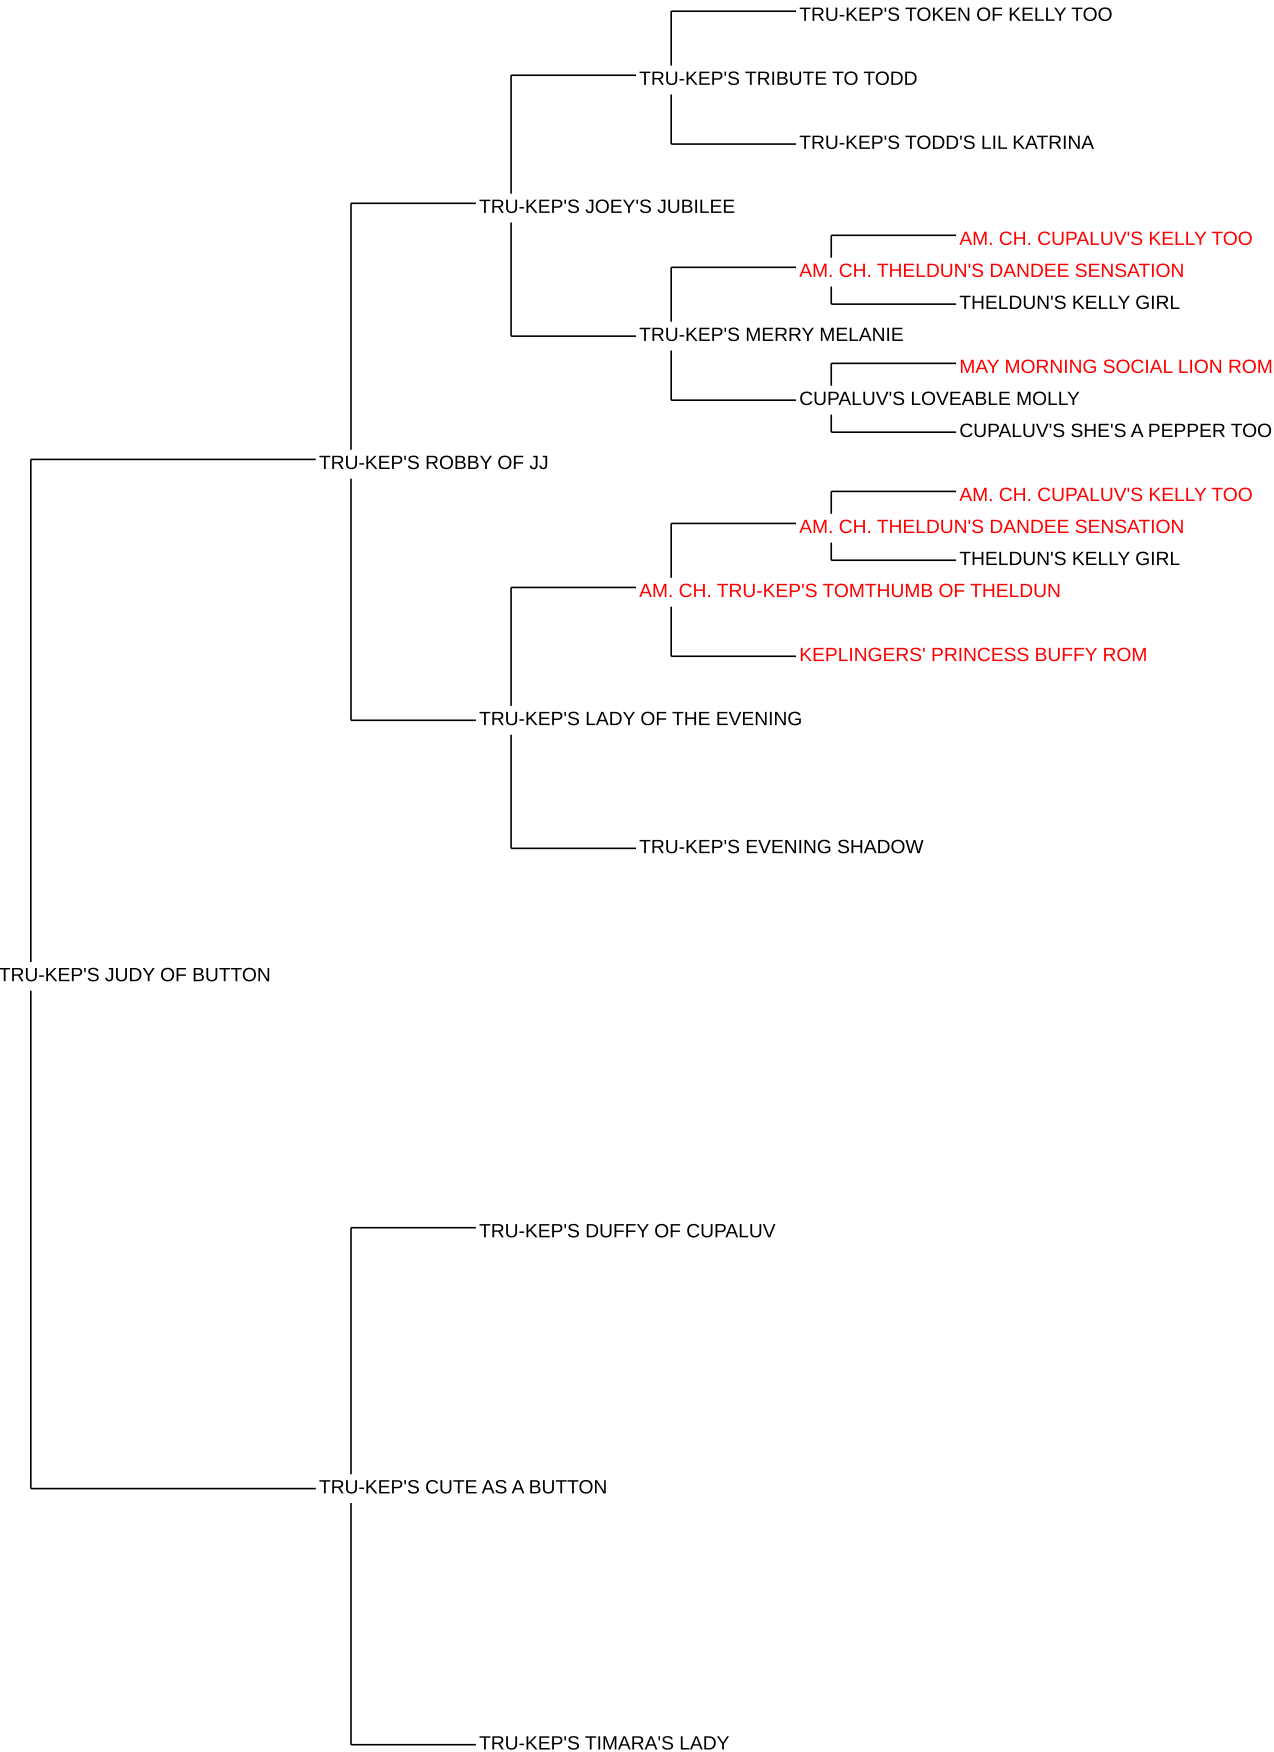 TRU-KEP'S TOKEN OF KELLY TOO
TRU-KEP'S TRIBUTE TO TODD
TRU-KEP'S TODD'S LIL KATRINA
TRU-KEP'S JOEY'S JUBILEE
AM. CH. CUPALUV'S KELLY TOO
AM. CH. THELDUN'S DANDEE SENSATION
THELDUN'S KELLY GIRL
TRU-KEP'S MERRY MELANIE
MAY MORNING SOCIAL LION ROM
CUPALUV'S LOVEABLE MOLLY
CUPALUV'S SHE'S A PEPPER TOO
TRU-KEP'S ROBBY OF JJ
AM. CH. CUPALUV'S KELLY TOO
AM. CH. THELDUN'S DANDEE SENSATION
THELDUN'S KELLY GIRL
AM. CH. TRU-KEP'S TOMTHUMB OF THELDUN
KEPLINGERS' PRINCESS BUFFY ROM
TRU-KEP'S LADY OF THE EVENING
TRU-KEP'S EVENING SHADOW
TRU-KEP'S JUDY OF BUTTON
TRU-KEP'S DUFFY OF CUPALUV
TRU-KEP'S CUTE AS A BUTTON
TRU-KEP'S TIMARA'S LADY